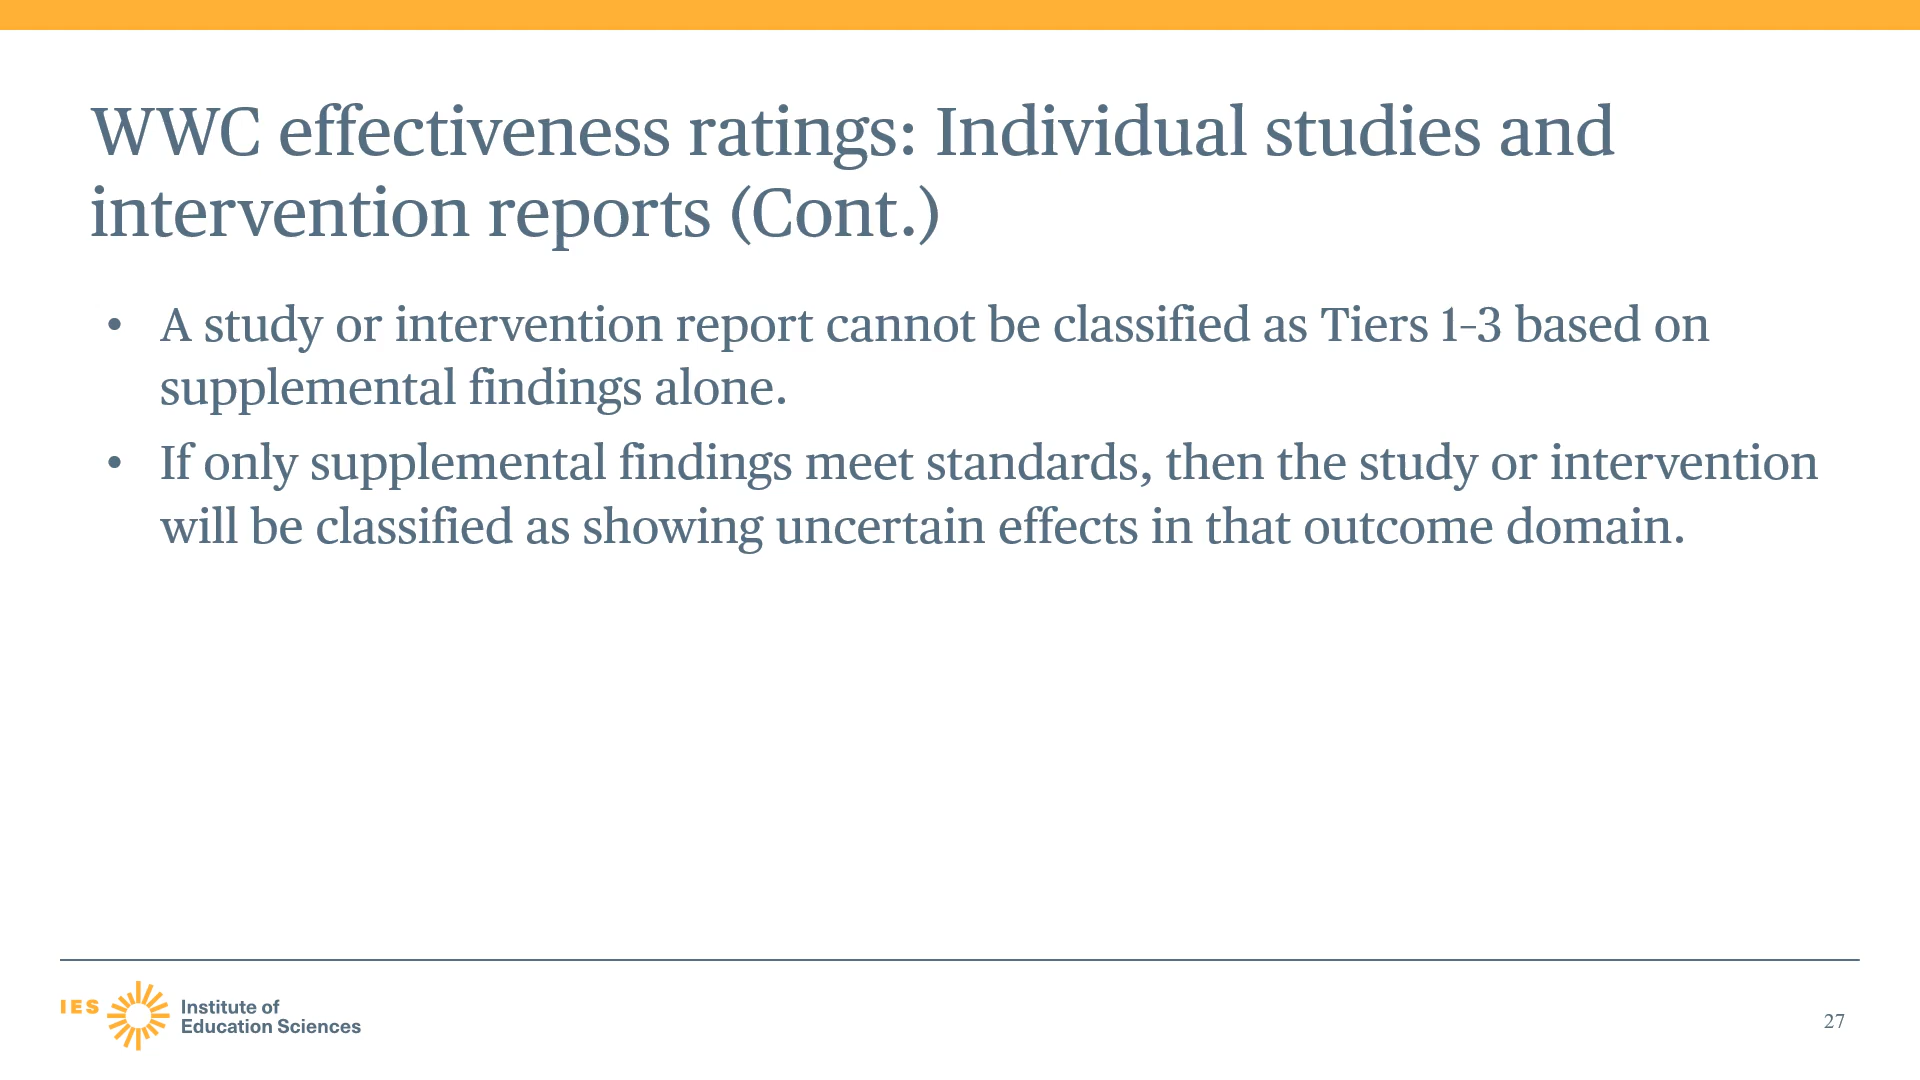 WWC effectiveness ratings: Individual studies and
intervention reports (Cont.)
• A study or intervention report cannot be classified as Tiers 1–3 based on
supplemental findings alone.
• If only supplemental findings meet standards, then the study or intervention
will be classified as showing uncertain effects in that outcome domain.
IES
Institute of
Education Sciences
27